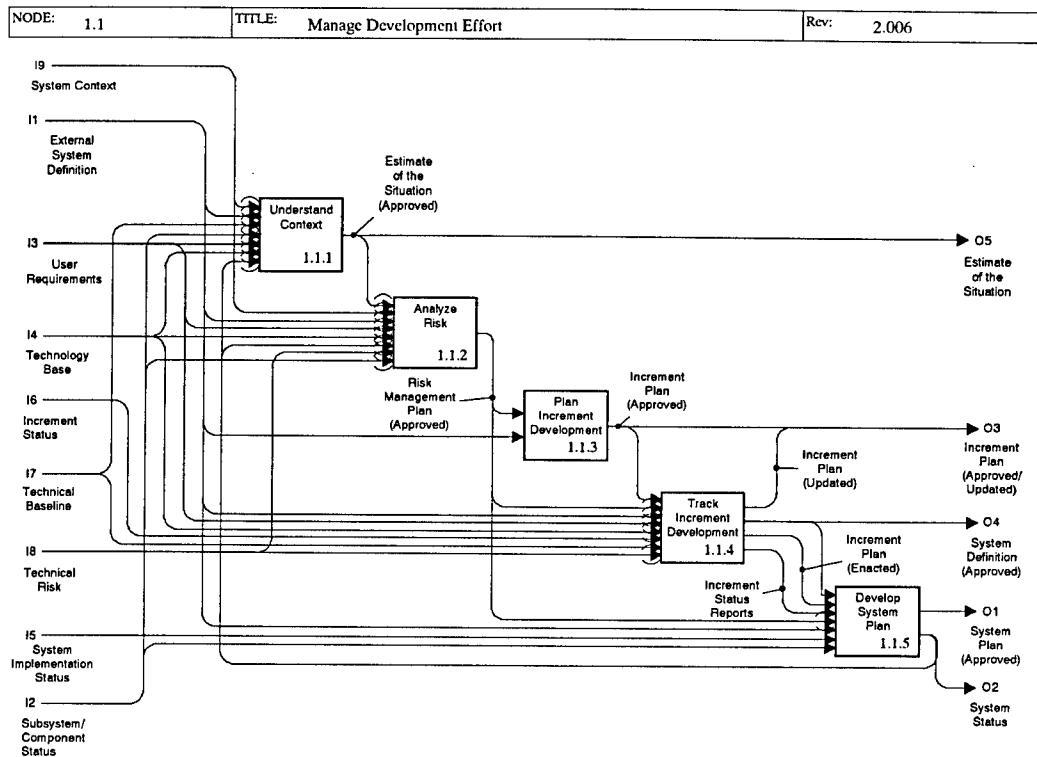 NODE: 1.1 TITLE: Manage Development Effort Rev: 2.006
I9
System Context
I1
External
System
Definition
Estimate
of the
Situation
(Approved)
Understand
Context
1.1.1
I3
User
Requirements
O5
Estimate
of the
Situation
Analyze
Risk
1.1.2
I4
Technology
Base
Risk
Management
Plan
(Approved)
Increment
Plan
(Approved)
I6
Increment
Status
Plan
Increment
Development
1.1.3
O3
Increment
Plan
(Approved/
Updated)
Increment
Plan
(Updated)
I7
Technical
Baseline
Track
Increment
Development
1.1.4
O4
System
Definition
(Approved)
I8
Technical
Risk
Increment
Plan
(Enacted)
Increment
Status
Reports
Develop
System
Plan
1.1.5
O1
System
Plan
(Approved)
I5
System
Implementation
Status
O2
System
Status
I2
Subsystem/
Component
Status